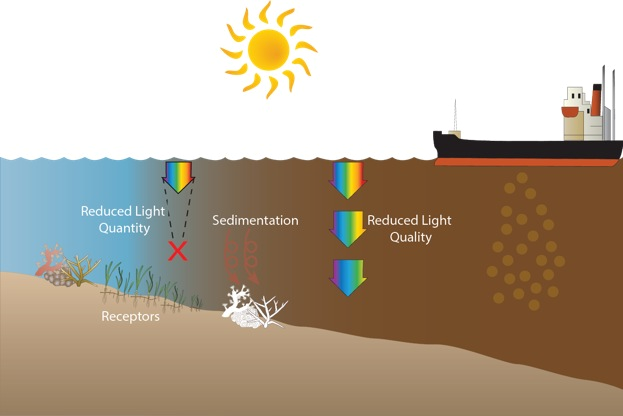 Reduced Light
Quantity
Sedimentation
Reduced Light
Quality
Receptors